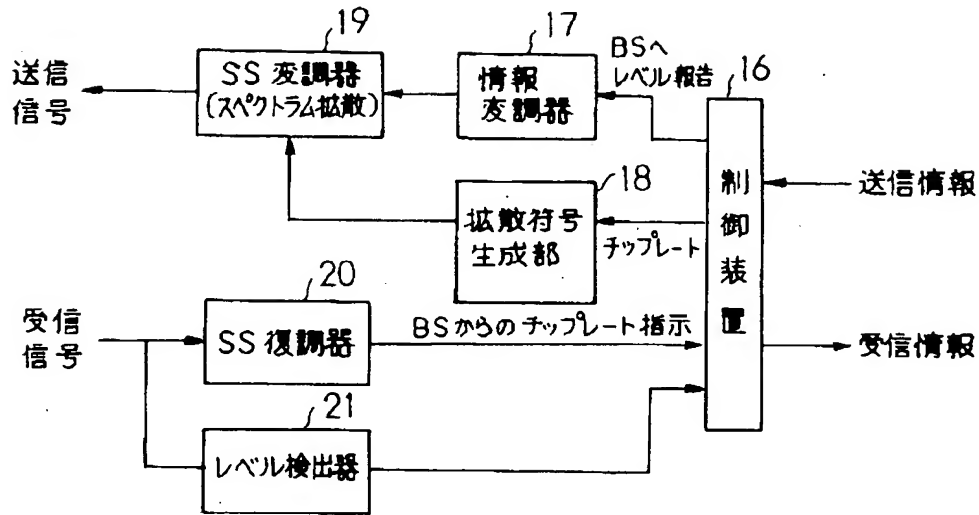 19
17
16
送信
信号
SS 変調器
(スペクトラム拡散)
情報
変調器
BSへ
レベル報告
制御装置
送信情報
18
拡散符号
生成部
チップレート
20
受信
信号
SS 復調器
BSからのチップレート指示
受信情報
21
レベル検出器